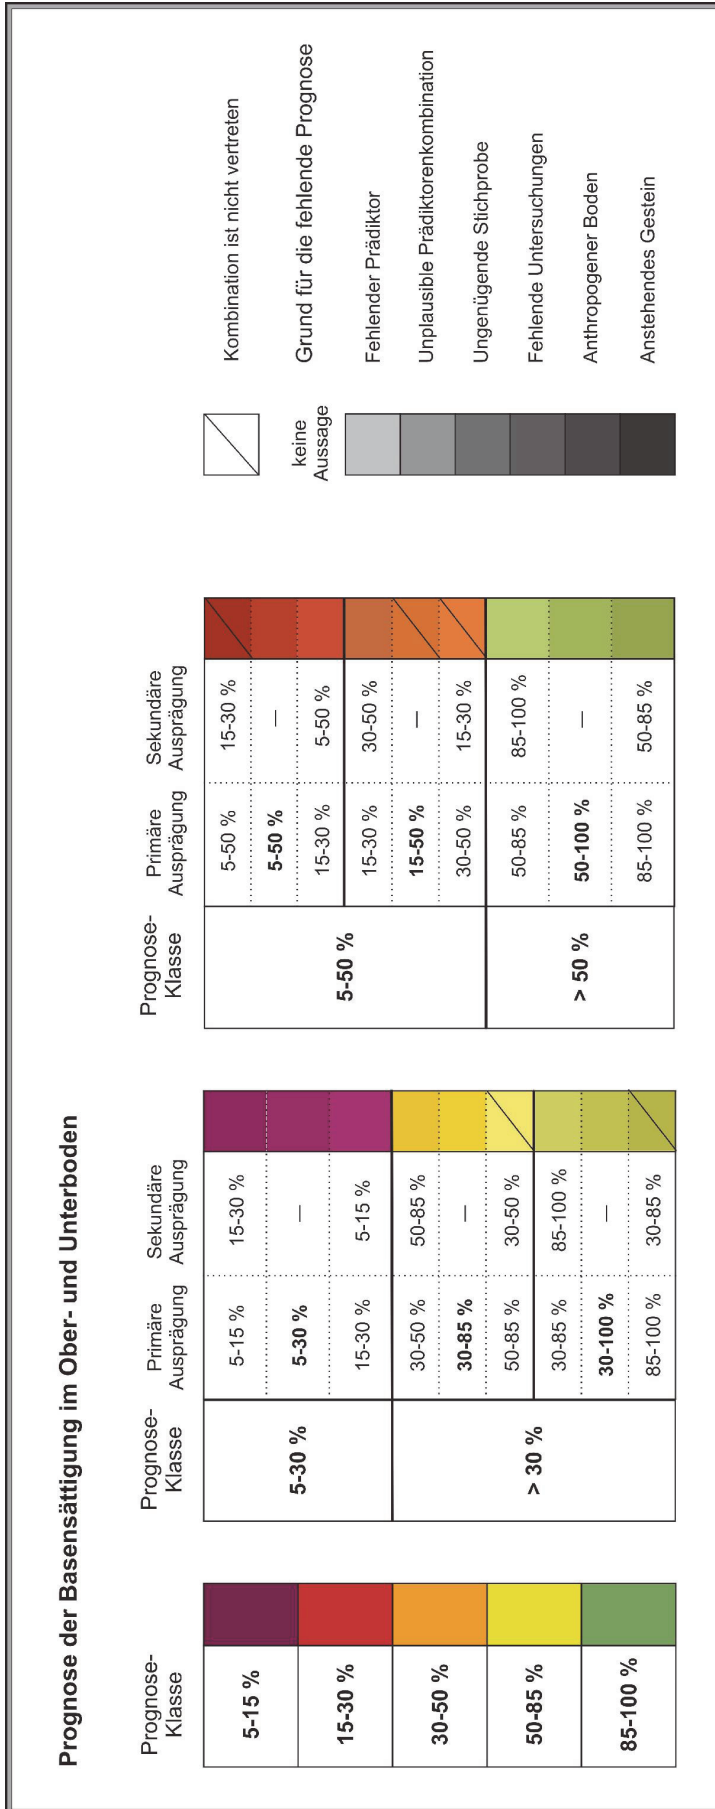 Prognose der Basensättigung im Ober- und Unterboden
Prognose-
Klasse
5-15 %
15-30 %
30-50 %
50-85 %
85-100 %
Prognose-
Klasse
Primäre
Ausprägung
Sekundäre
Ausprägung
5-30 %
5-15 %
15-30 %
5-30 %
—
15-30 %
5-15 %
> 30 %
30-50 %
50-85 %
30-85 %
—
50-85 %
30-50 %
30-85 %
85-100 %
30-100 %
—
85-100 %
30-85 %
Prognose-
Klasse
Primäre
Ausprägung
Sekundäre
Ausprägung
5-50 %
5-50 %
15-30 %
5-50 %
—
15-30 %
5-50 %
15-30 %
30-50 %
15-50 %
—
30-50 %
15-30 %
> 50 %
50-85 %
85-100 %
50-100 %
—
85-100 %
50-85 %
Kombination ist nicht vertreten
keine
Aussage
Grund für die fehlende Prognose
Fehlender Prädiktor
Unplausible Prädiktorenkombination
Ungenügende Stichprobe
Fehlende Untersuchungen
Anthropogener Boden
Anstehendes Gestein